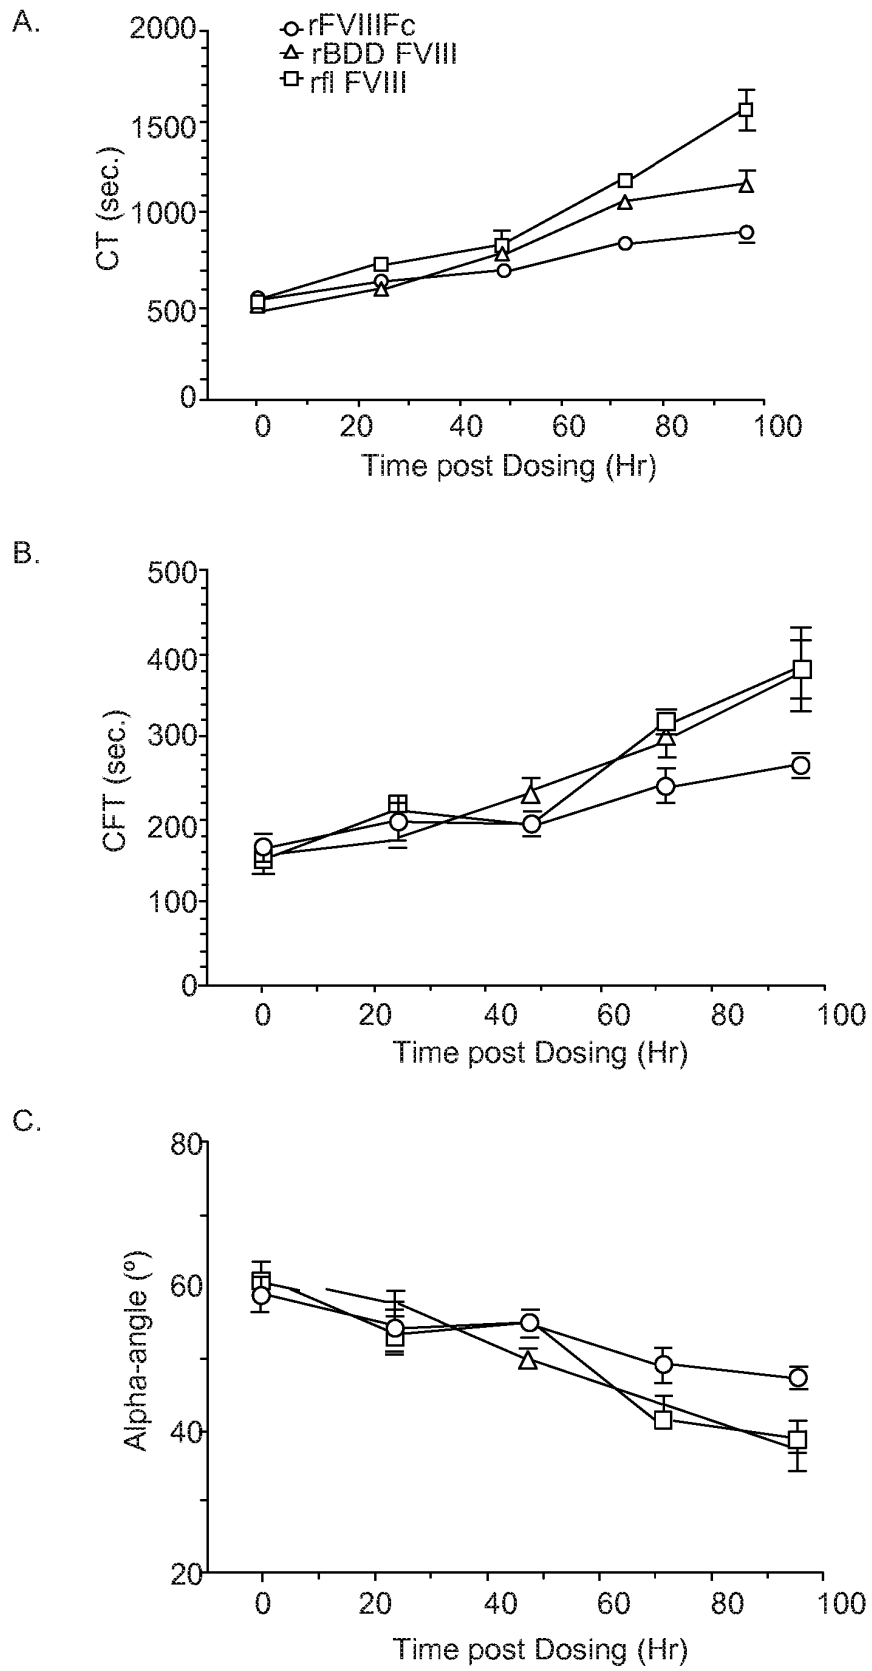 A.
rFVIIIFc
rBDD FVIII
rfl FVIII
2000
1500
1000
500
0
CT (sec.)
0 20 40 60 80 100
Time post Dosing (Hr)
B.
500
400
300
200
100
0
CFT (sec.)
0 20 40 60 80 100
Time post Dosing (Hr)
C.
80
60
40
20
Alpha-angle (º)
0 20 40 60 80 100
Time post Dosing (Hr)